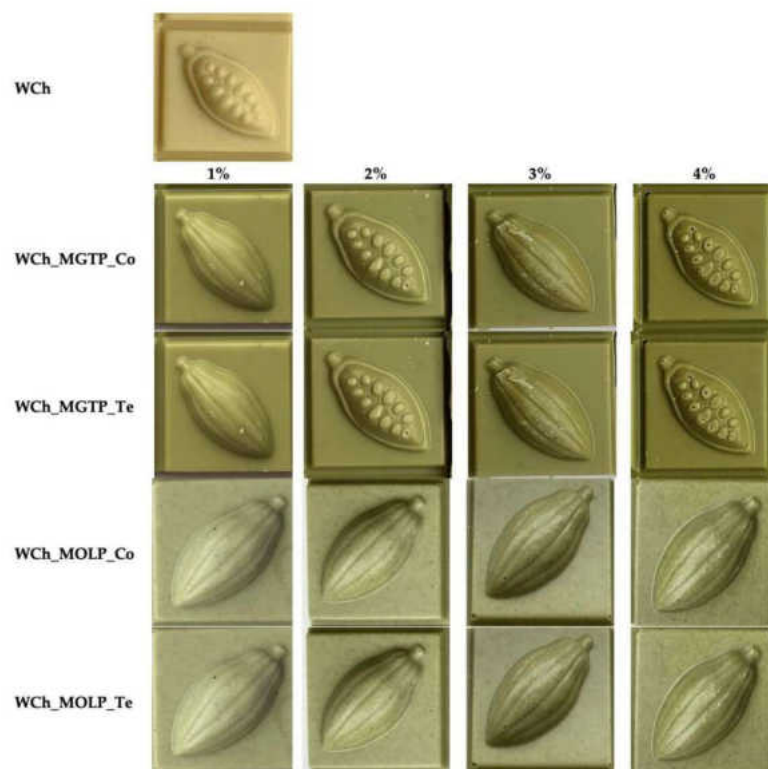 WCh
1% 2% 3% 4%
WCh_MGTP_Co
WCh_MGTP_Te
WCh_MOLP_Co
WCh_MOLP_Te